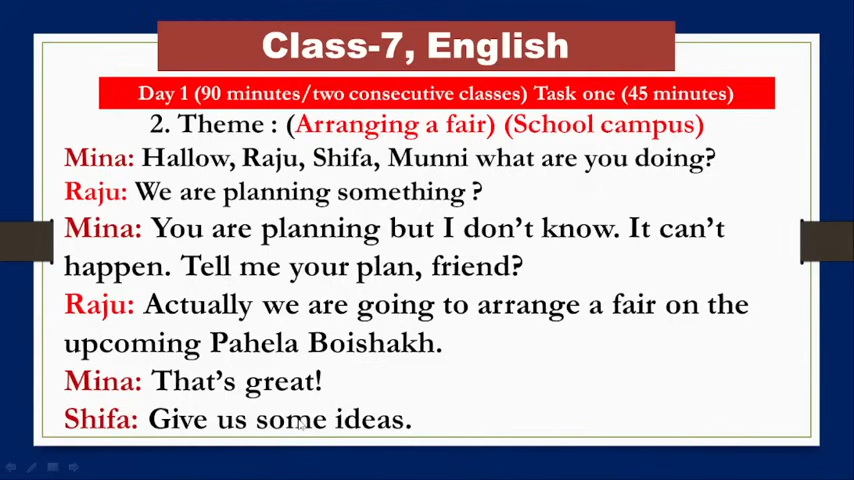 Class-7, English
Day 1 (90 minutes/two consecutive classes) Task one (45 minutes)
2. Theme : (Arranging a fair) (School campus)
Mina: Hallow, Raju, Shifa, Munni what are you doing?
Raju: We are planning something ?
Mina: You are planning but I don’t know. It can’t
happen. Tell me your plan, friend?
Raju: Actually we are going to arrange a fair on the
upcoming Pahela Boishakh.
Mina: That’s great!
Shifa: Give us some ideas.